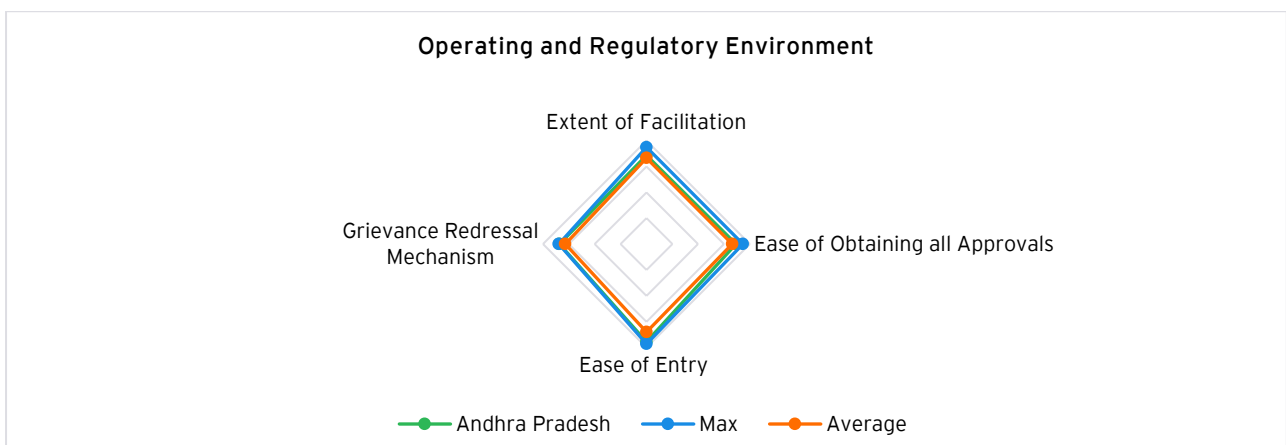 Operating and Regulatory Environment
Extent of Facilitation
Grievance Redressal
Mechanism
Ease of Obtaining all Approvals
Ease of Entry
Andhra Pradesh
Max
Average